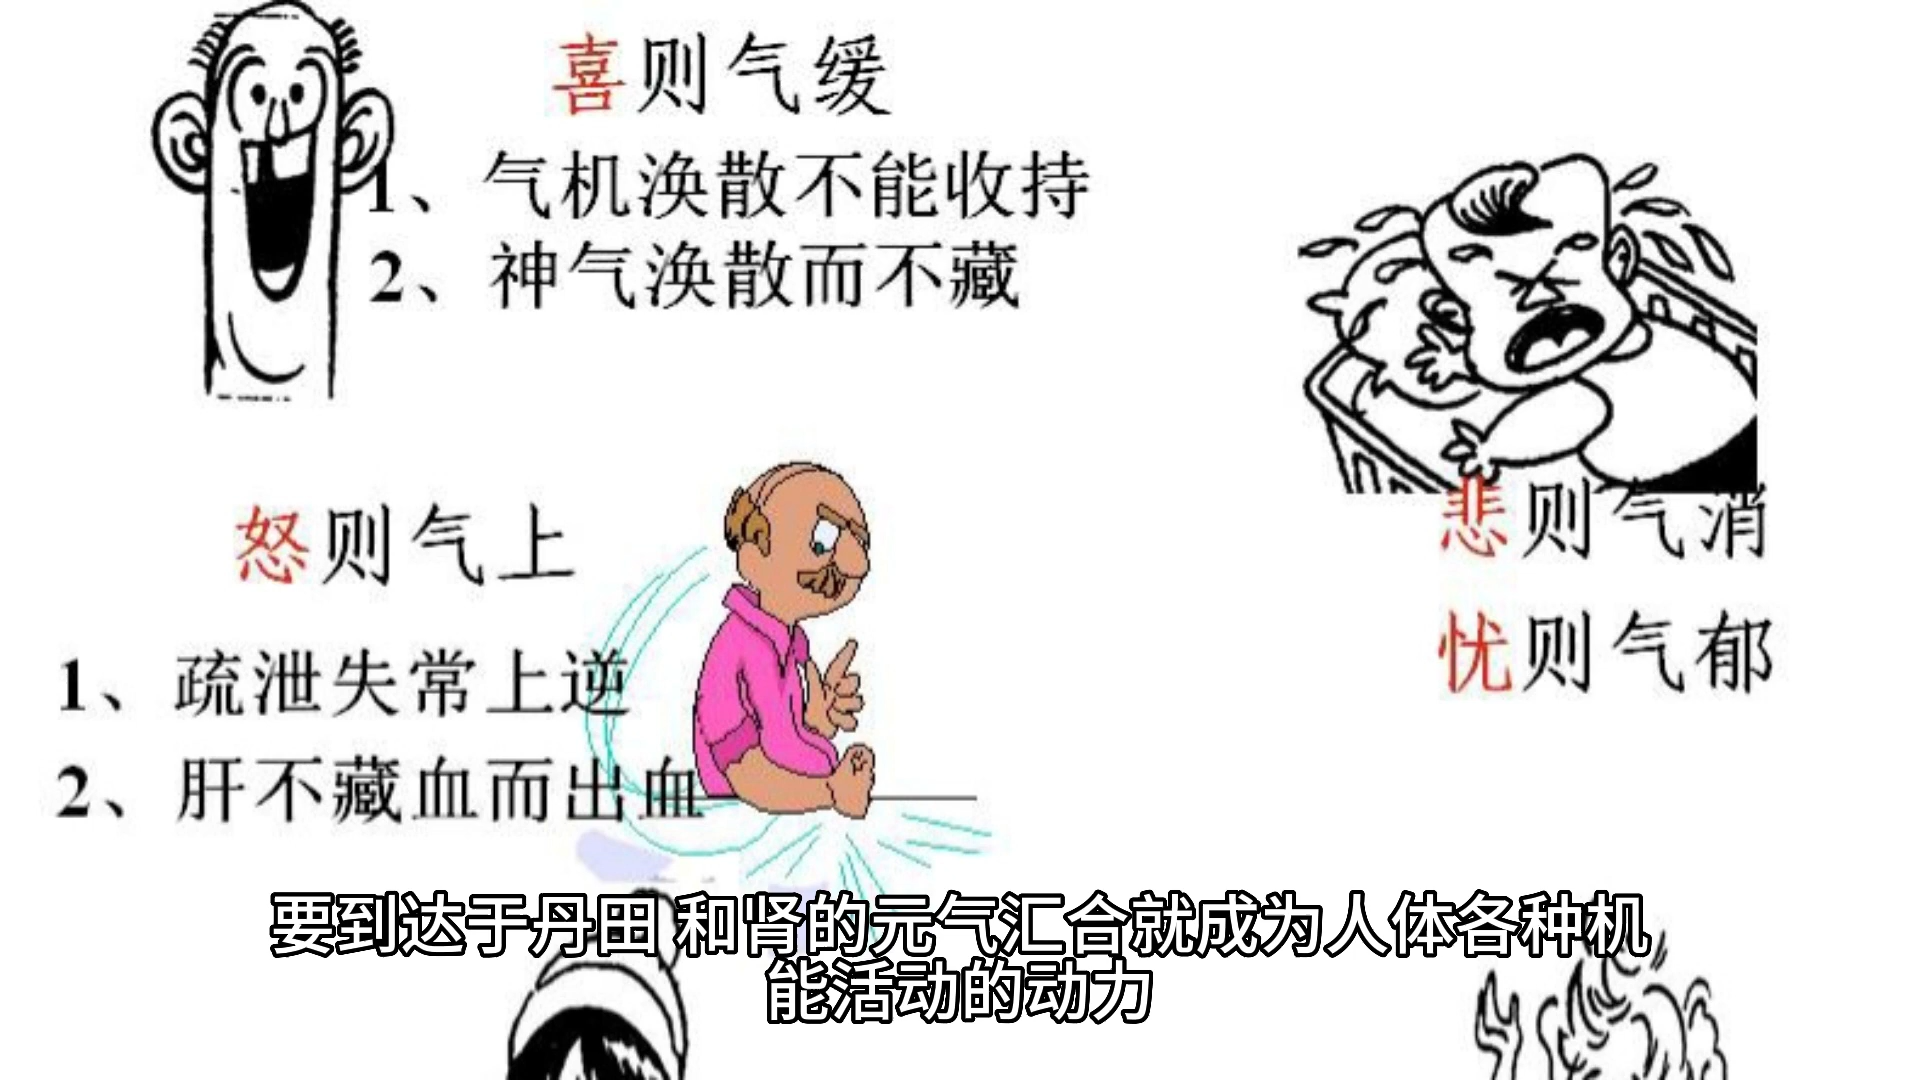 喜则气缓
1、气机涣散不能收持
2、神气涣散而不藏
悲则气消
忧则气郁
怒则气上
1、疏泄失常上逆
2、肝不藏血而出血
要到达于丹田 和肾的元气汇合就成为人体各种机
能活动的动力